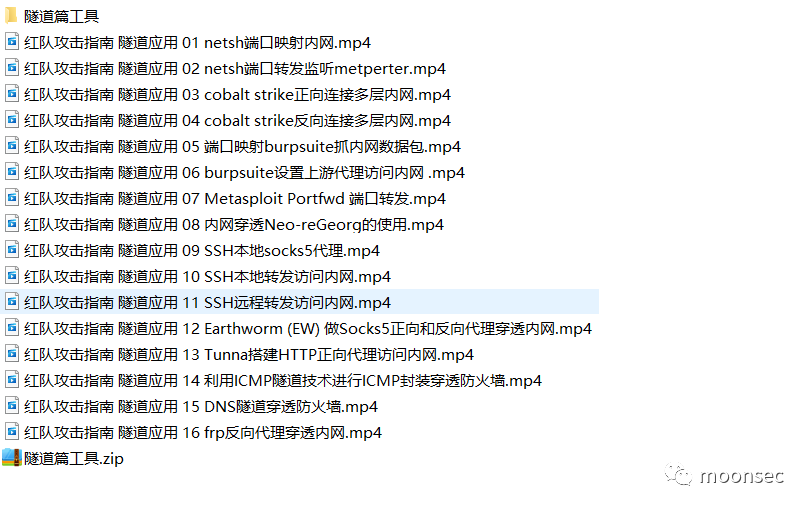 隧道篇工具
红队攻击指南 隧道应用 01 netsh端口映射内网.mp4
红队攻击指南 隧道应用 02 netsh端口转发监听metperter.mp4
红队攻击指南 隧道应用 03 cobalt strike正向连接多层内网.mp4
红队攻击指南 隧道应用 04 cobalt strike反向连接多层内网.mp4
红队攻击指南 隧道应用 05 端口映射burpsuite抓内网数据包.mp4
红队攻击指南 隧道应用 06 burpsuite设置上游代理访问内网 .mp4
红队攻击指南 隧道应用 07 Metasploit Portfwd 端口转发.mp4
红队攻击指南 隧道应用 08 内网穿透Neo-reGeorg的使用.mp4
红队攻击指南 隧道应用 09 SSH本地socks5代理.mp4
红队攻击指南 隧道应用 10 SSH本地转发访问内网.mp4
红队攻击指南 隧道应用 11 SSH远程转发访问内网.mp4
红队攻击指南 隧道应用 12 Earthworm (EW) 做Socks5正向和反向代理穿透内网.mp4
红队攻击指南 隧道应用 13 Tunna搭建HTTP正向代理访问内网.mp4
红队攻击指南 隧道应用 14 利用ICMP隧道技术进行ICMP封装穿透防火墙.mp4
红队攻击指南 隧道应用 15 DNS隧道穿透防火墙.mp4
红队攻击指南 隧道应用 16 frp反向代理穿透内网.mp4
隧道篇工具.zip
moonsec